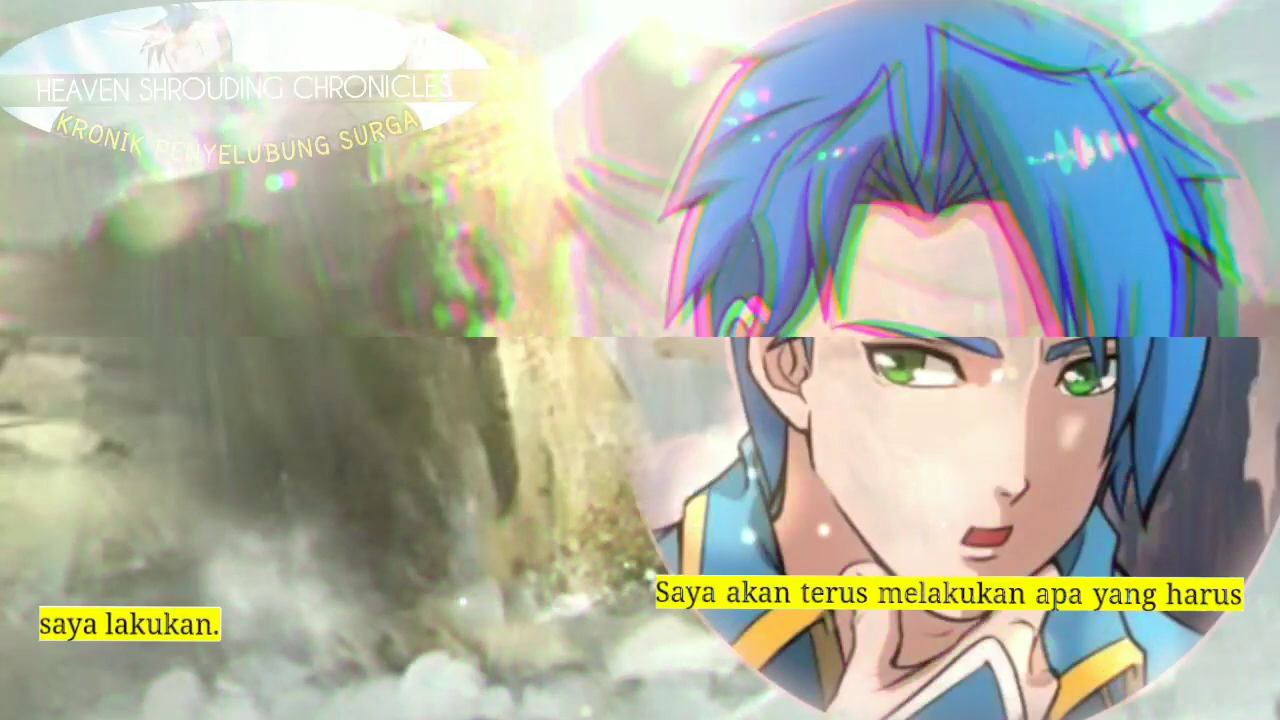 HEAVEN SHROUDING CHRONICLES
KRONIK PENYELUBUNG SURGA
Saya akan terus melakukan apa yang harus
saya lakukan.